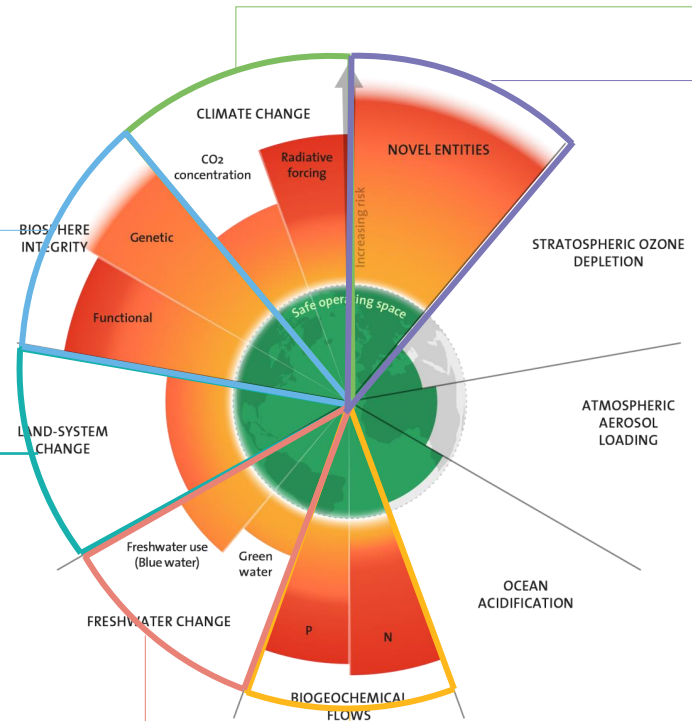 CLIMATE CHANGE
CO2
concentration
Radiative
forcing
NOVEL ENTITIES
Increasing risk
BIOSPHERE
INTEGRITY
Genetic
Functional
STRATOSPHERIC OZONE
DEPLETION
Safe operating space
LAND-SYSTEM
CHANGE
ATMOSPHERIC
AEROSOL
LOADING
Freshwater use
(Blue water)
Green
water
FRESHWATER CHANGE
OCEAN
ACIDIFICATION
P
N
BIOGEOCHEMICAL
FLOWS